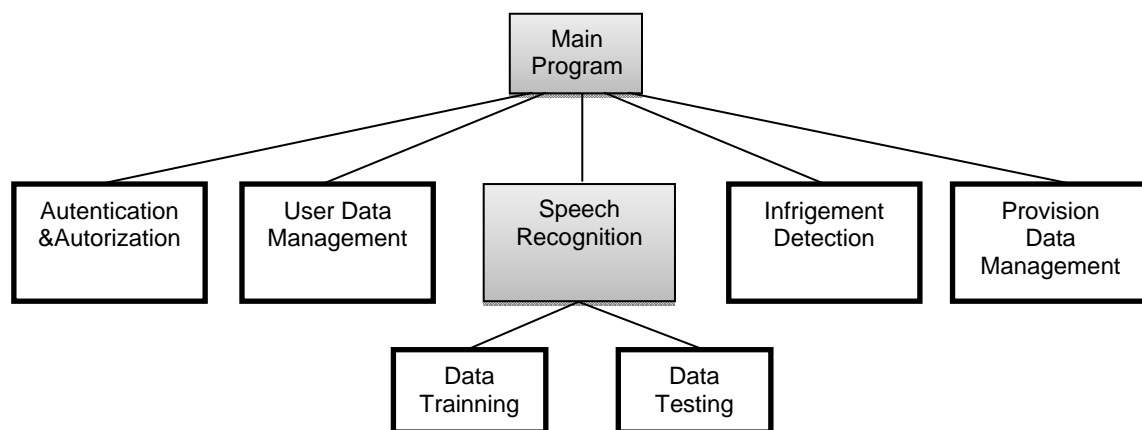 Main
Program
Autentication
&Autorization
User Data
Management
Speech
Recognition
Infrigement
Detection
Provision
Data
Management
Data
Trainning
Data
Testing